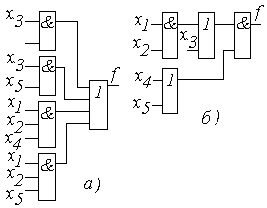 x₃ &
x₃ &
x₅
x₁ &
x₂
x₄
x₁ &
x₂
x₅
1 f
а)
x₁ & 1 & f
x₂ x₃
x₄ 1
x₅
б)